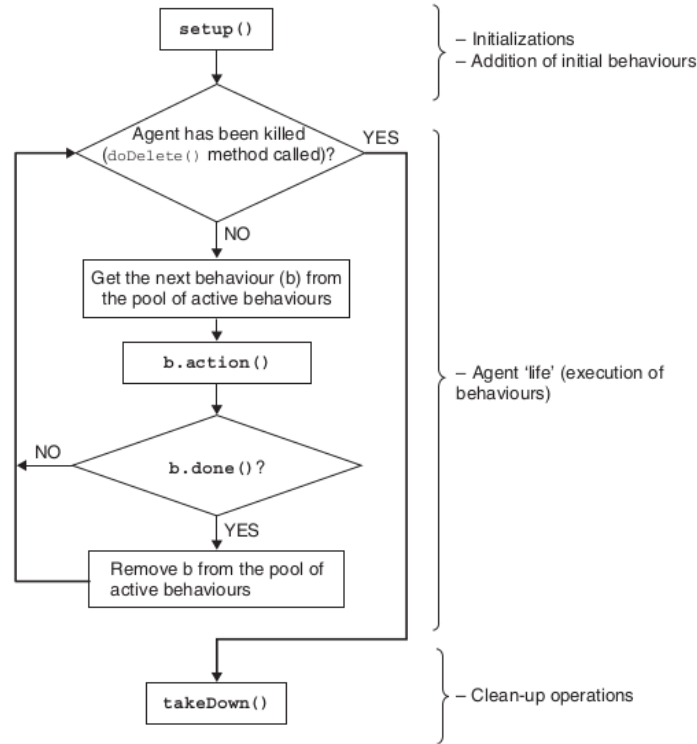 setup()
– Initializations
– Addition of initial behaviours
Agent has been killed
(doDelete() method called)?
YES
NO
Get the next behaviour (b) from
the pool of active behaviours
b.action()
– Agent ‘life’ (execution of
behaviours)
NO
b.done()?
YES
Remove b from the pool of
active behaviours
takeDown()
– Clean-up operations